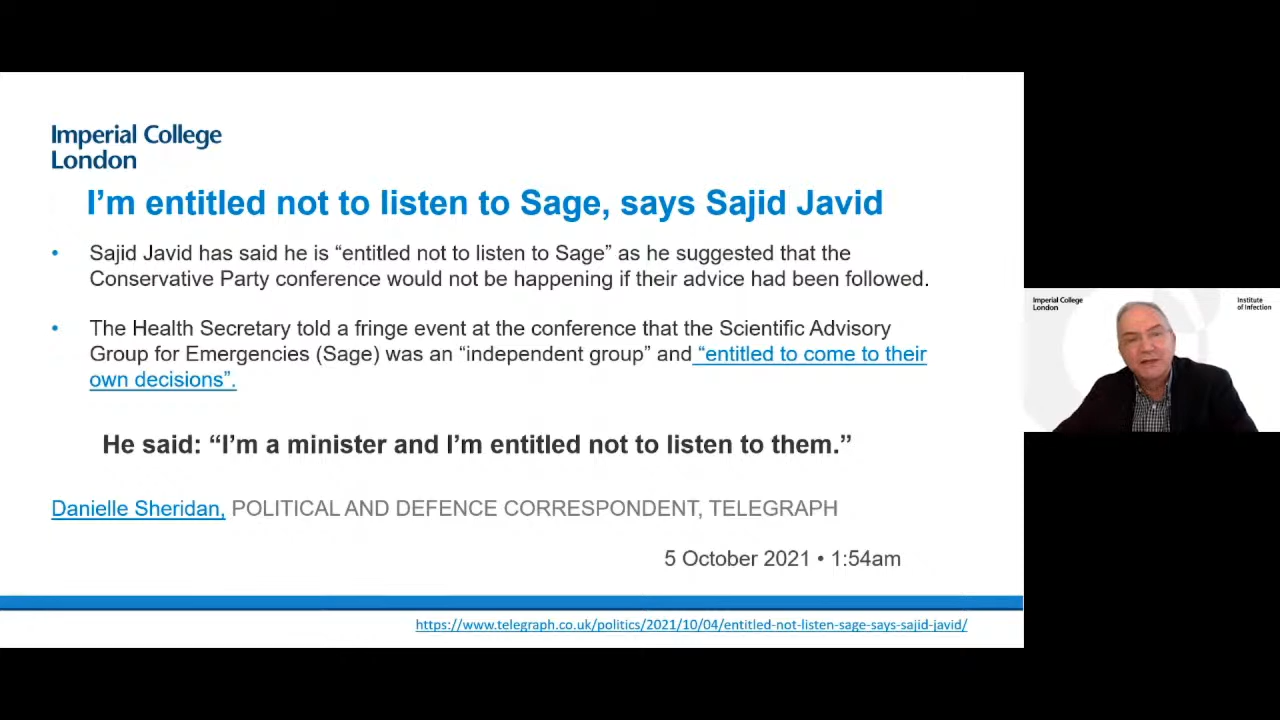 Imperial College
London
I’m entitled not to listen to Sage, says Sajid Javid
• Sajid Javid has said he is “entitled not to listen to Sage” as he suggested that the
Conservative Party conference would not be happening if their advice had been followed.
• The Health Secretary told a fringe event at the conference that the Scientific Advisory
Group for Emergencies (Sage) was an “independent group” and “entitled to come to their
own decisions”.
He said: “I’m a minister and I’m entitled not to listen to them.”
Danielle Sheridan, POLITICAL AND DEFENCE CORRESPONDENT, TELEGRAPH
5 October 2021 • 1:54am
https://www.telegraph.co.uk/politics/2021/10/04/entitled-not-listen-sage-says-sajid-javid/
Imperial College
London
Institute
of Infection